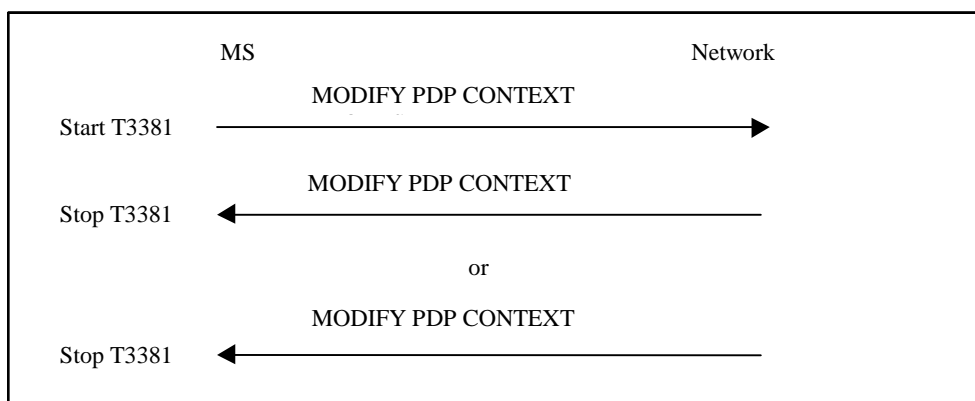 MS Network
MODIFY PDP CONTEXT
Start T3381
MODIFY PDP CONTEXT
Stop T3381
or
MODIFY PDP CONTEXT
Stop T3381